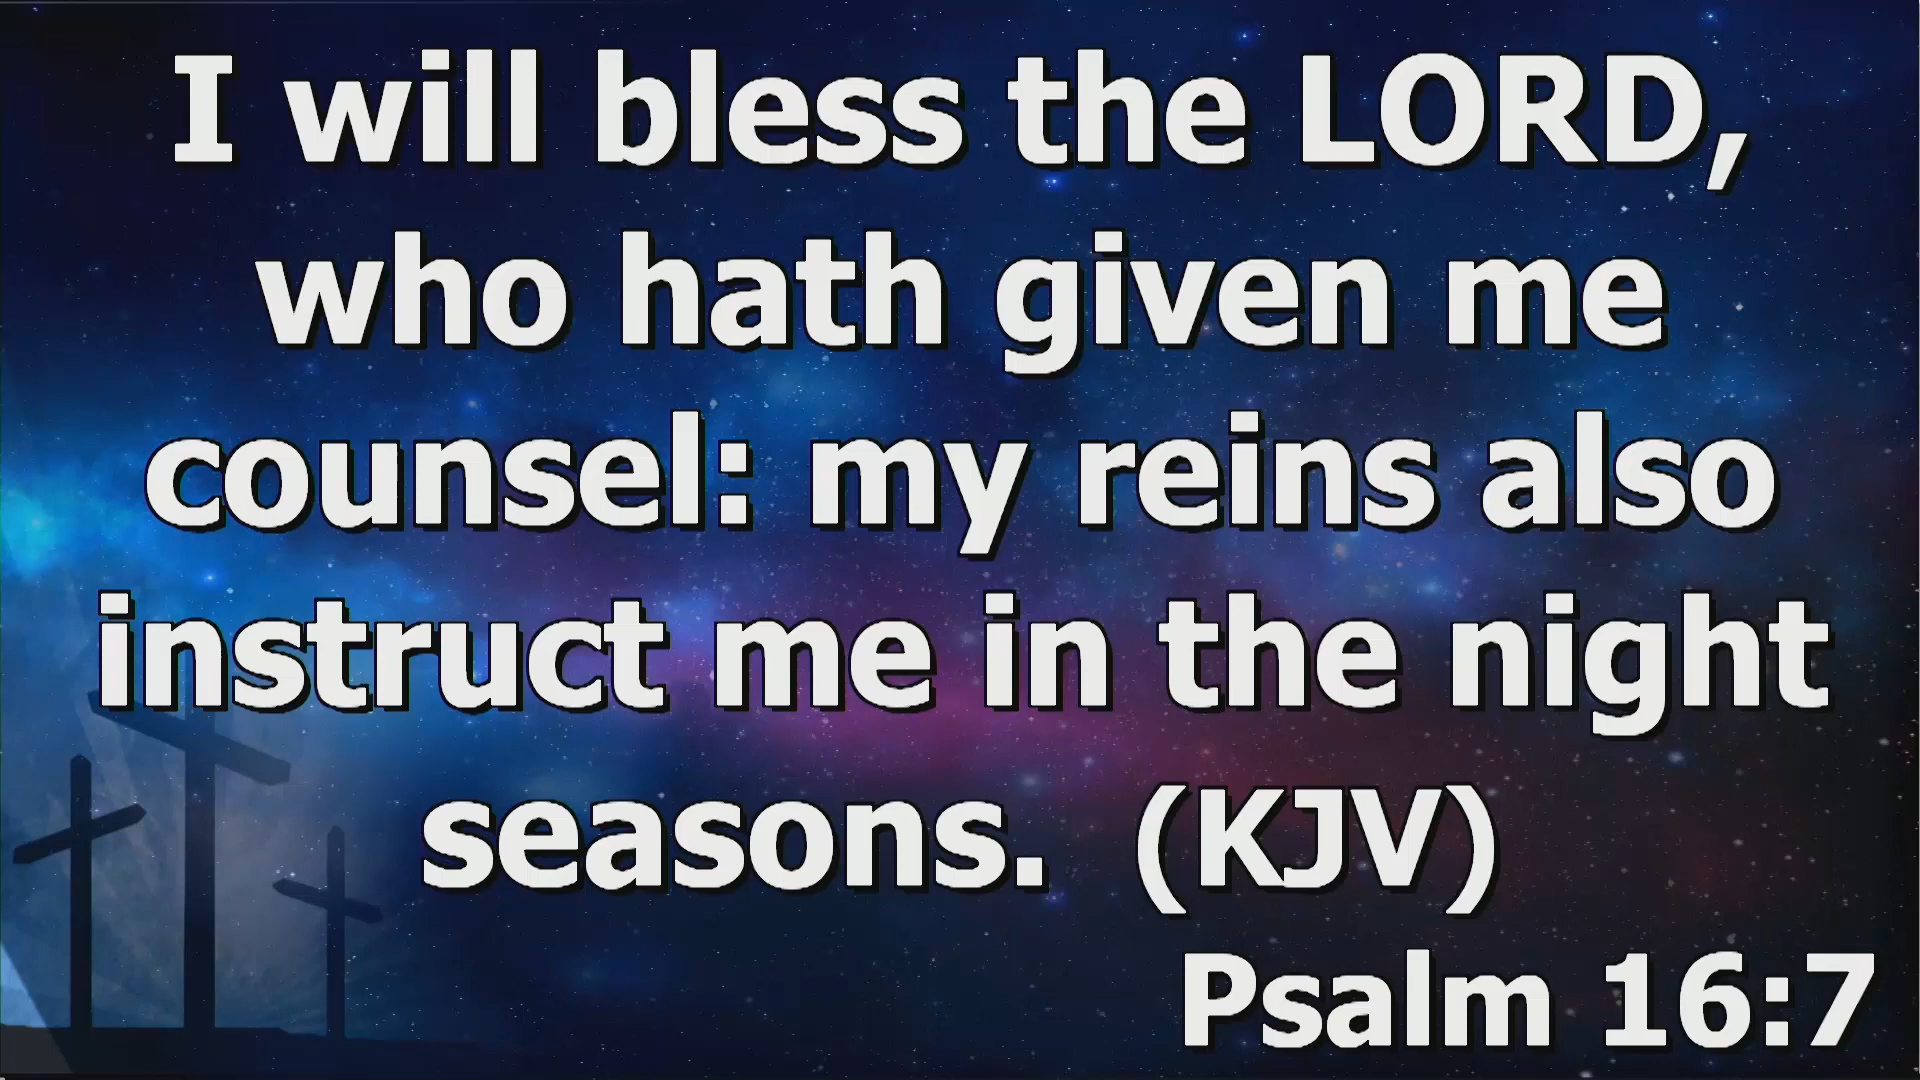 I will bless the LORD,
who hath given me
counsel: my reins also
instruct me in the night
seasons.  (KJV)
Psalm 16:7